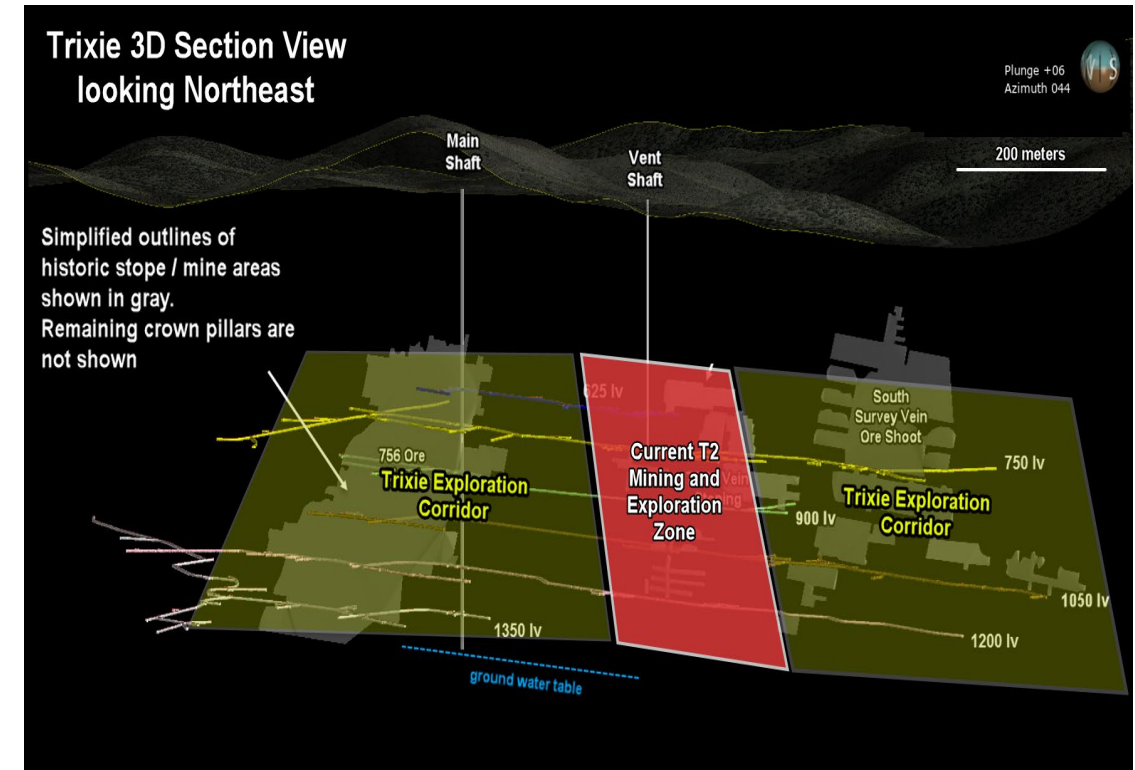 Trixie 3D Section View
looking Northeast
Plunge +06
Azimuth 044
200 meters
Main
Shaft
Vent
Shaft
Simplified outlines of
historic stope / mine areas
shown in gray.
Remaining crown pillars are
not shown
625 lv
South
Survey Vein
Ore Shoot
756 Ore
Trixie Exploration
Corridor
Current T2
Mining and
Exploration
Zone
Vein
750 lv
Trixie Exploration
Corridor
900 lv
1050 lv
1200 lv
1350 lv
ground water table